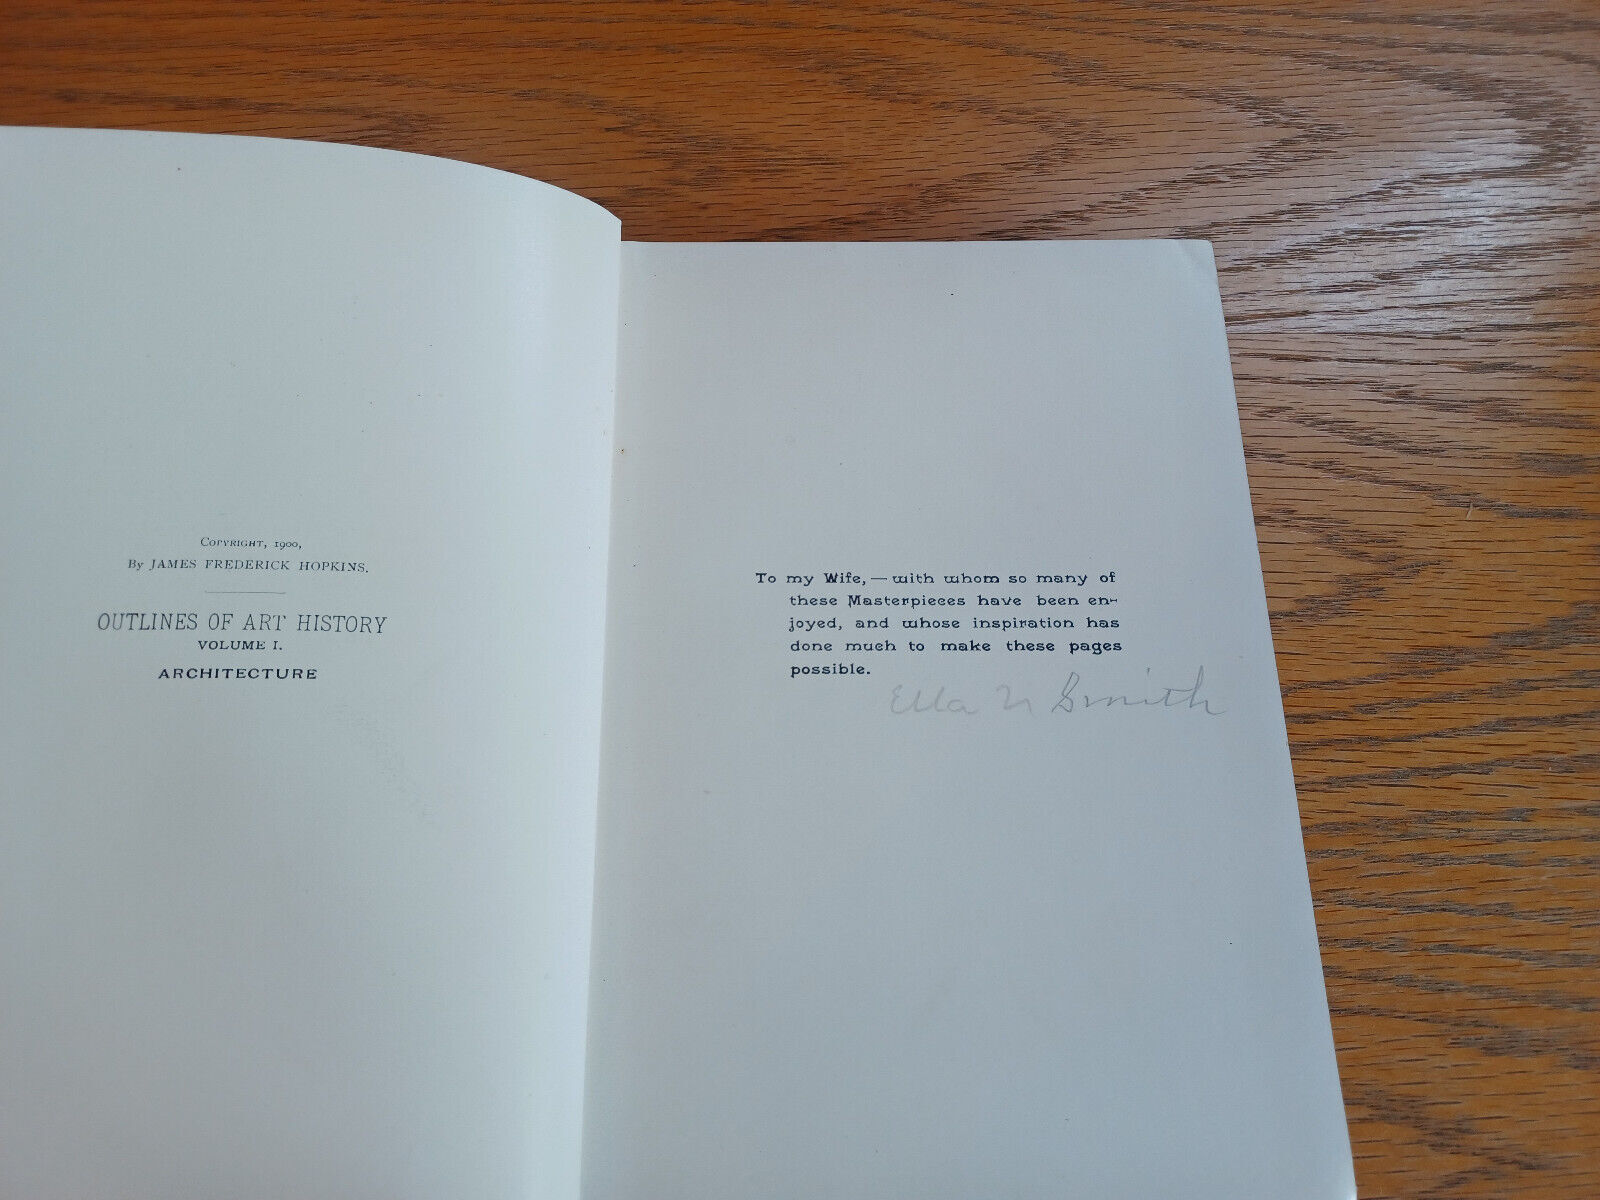 Copyright, 1900,
By JAMES FREDERICK HOPKINS.
OUTLINES OF ART HISTORY
VOLUME I.
ARCHITECTURE
To my Wife,—with whom so many of
these Masterpieces have been en-
joyed, and whose inspiration has
done much to make these pages
possible.
Ella N Smith